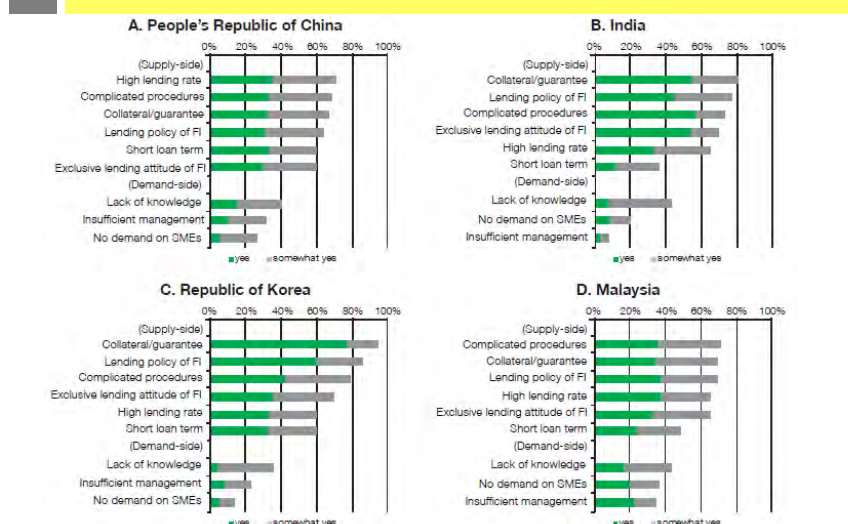 A. People's Republic of China
0% 20% 40% 60% 80% 100%
(Supply-side)
High lending rate
Complicated procedures
Collateral/guarantee
Lending policy of FI
Short loan term
Exclusive lending attitude of FI
(Demand-side)
Lack of knowledge
Insufficient management
No demand on SMEs
yes somewhat yes
B. India
0% 20% 40% 60% 80% 100%
(Supply-side)
Collateral/guarantee
Lending policy of FI
Complicated procedures
Exclusive lending attitude of FI
High lending rate
Short loan term
(Demand-side)
Lack of knowledge
No demand on SMEs
Insufficient management
yes somewhat yes
C. Republic of Korea
0% 20% 40% 60% 80% 100%
(Supply-side)
Collateral/guarantee
Lending policy of FI
Complicated procedures
Exclusive lending attitude of FI
High lending rate
Short loan term
(Demand-side)
Lack of knowledge
Insufficient management
No demand on SMEs
yes somewhat yes
D. Malaysia
0% 20% 40% 60% 80% 100%
(Supply-side)
Complicated procedures
Collateral/guarantee
Lending policy of FI
High lending rate
Exclusive lending attitude of FI
Short loan term
(Demand-side)
Lack of knowledge
No demand on SMEs
Insufficient management
yes somewhat yes